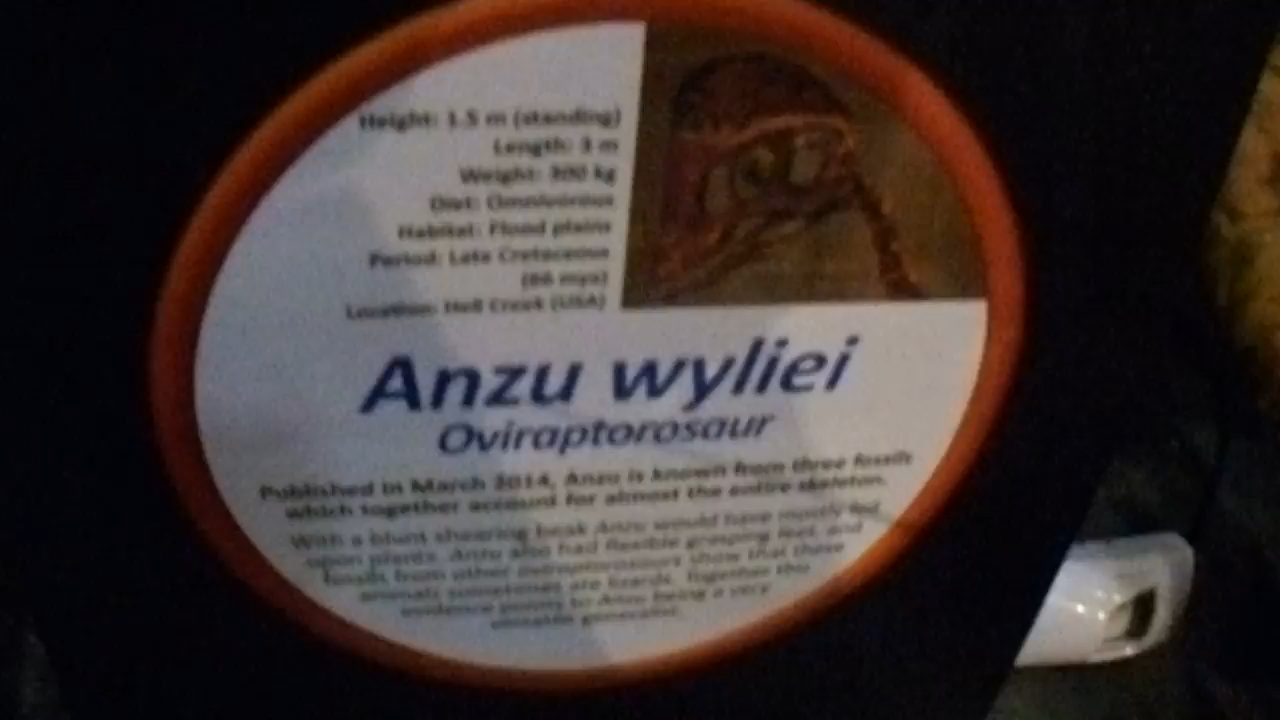 Height: 1.5 m (standing)
Length: 3 m
Weight: 300 kg
Diet: Omnivorous
Habitat: Flood plains
Period: Late Cretaceous
(66 mya)
Location: Hell Creek (USA)
Anzu wyliei
Oviraptorosaur
Published in March 2014, Anzu is known from three fossils
which together account for almost the entire skeleton.
With a blunt shearing beak Anzu would have mostly fed
upon plants. Anzu also had flexible grasping feet, and
fossils from other oviraptorosaurs show that these
animals sometimes ate lizards. Together this
evidence points to Anzu being a very
versatile generalist.